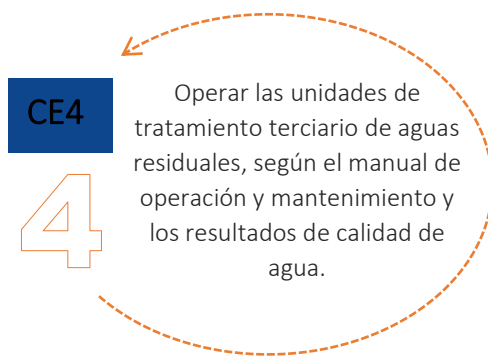 CE4
4
Operar las unidades de
tratamiento terciario de aguas
residuales, según el manual de
operación y mantenimiento y
los resultados de calidad de
agua.